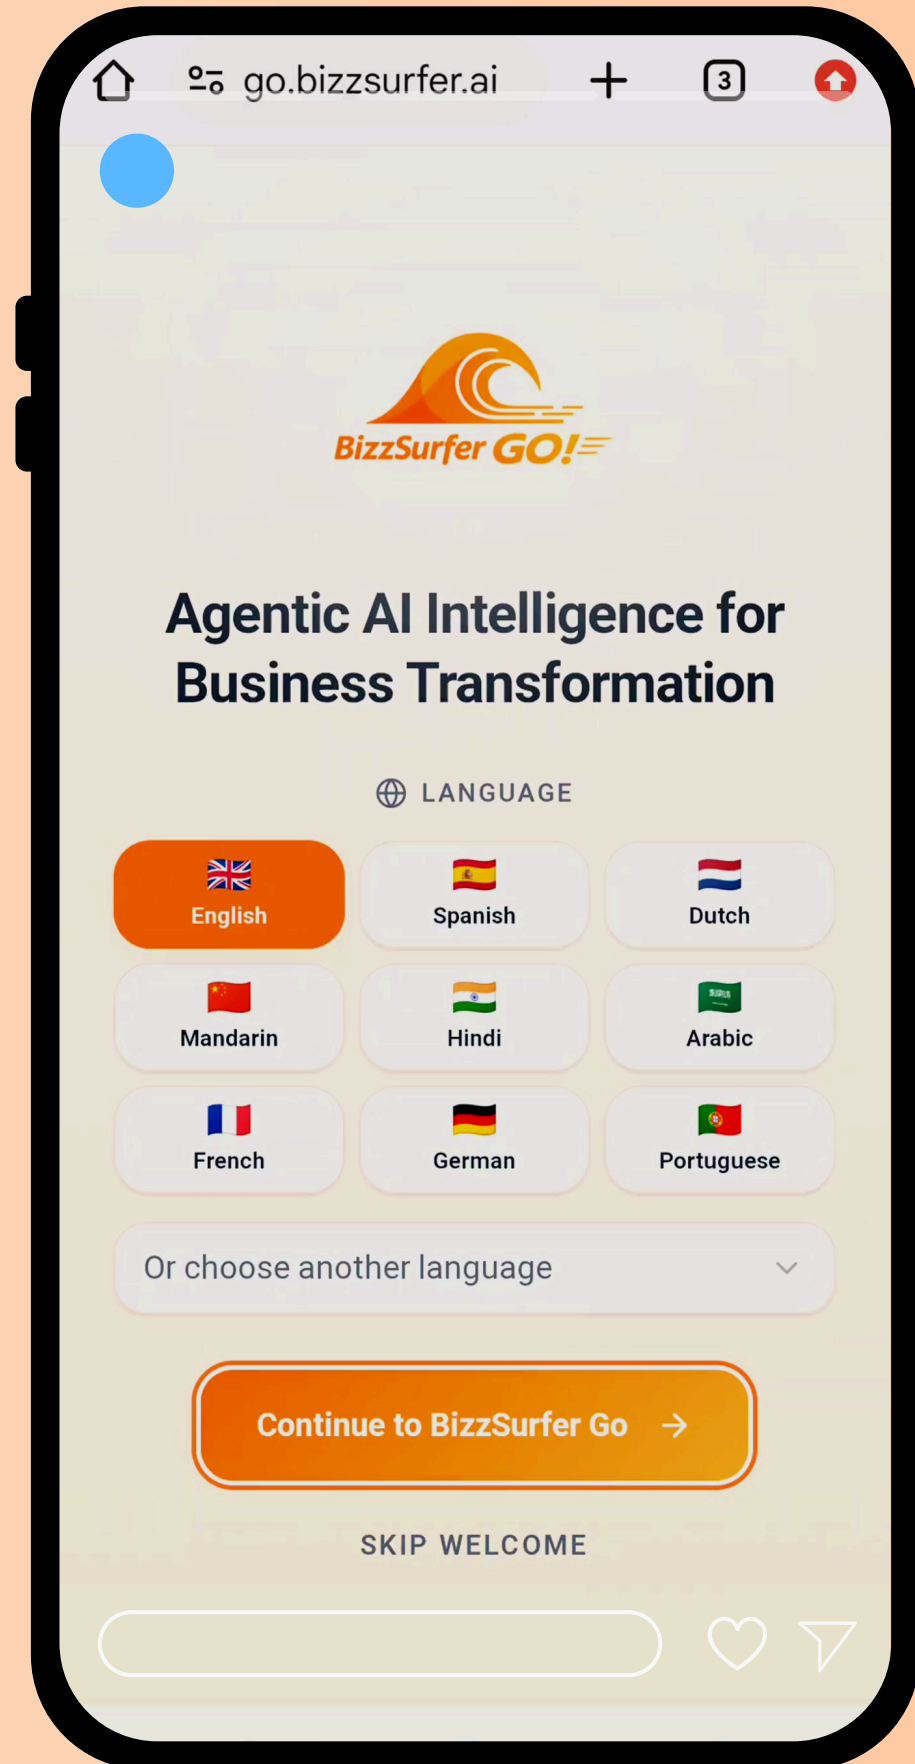 go.bizzsurfer.ai
3
BizzSurfer GO!
Agentic AI Intelligence for
Business Transformation
LANGUAGE
English
Spanish
Dutch
Mandarin
Hindi
Arabic
French
German
Portuguese
Or choose another language
Continue to BizzSurfer Go →
SKIP WELCOME